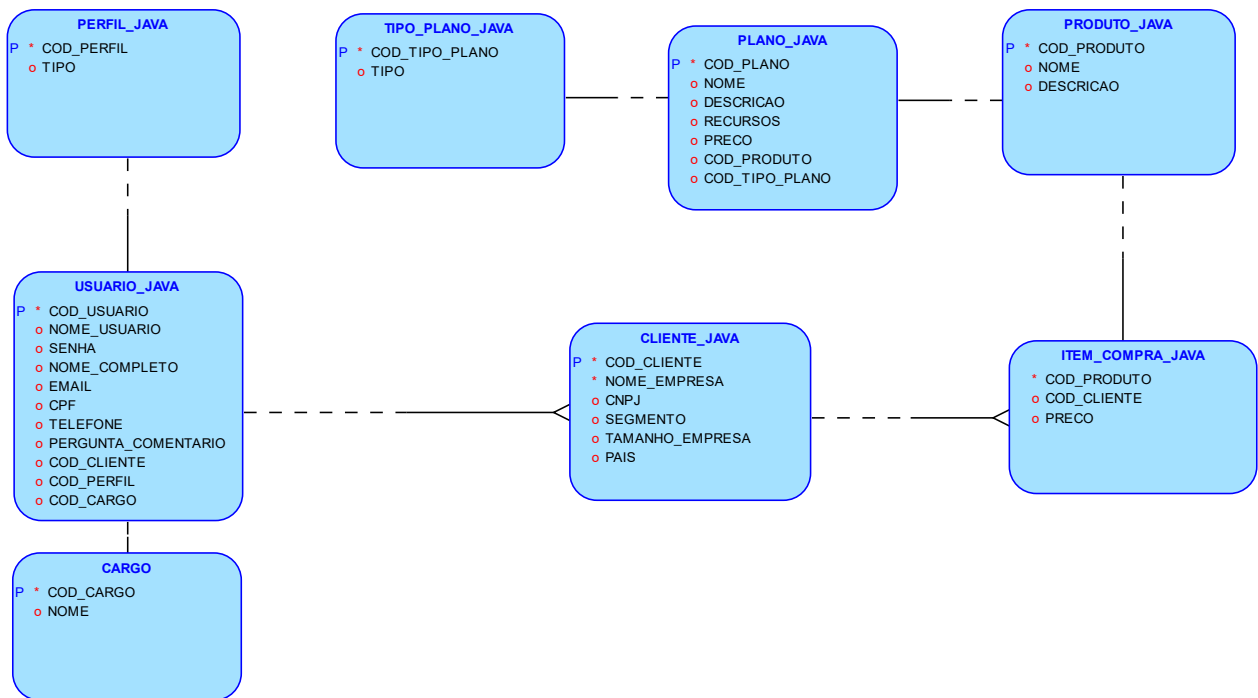 PERFIL_JAVA
P * COD_PERFIL
o TIPO
TIPO_PLANO_JAVA
P * COD_TIPO_PLANO
o TIPO
PLANO_JAVA
P * COD_PLANO
o NOME
o DESCRICAO
o RECURSOS
o PRECO
o COD_PRODUTO
o COD_TIPO_PLANO
PRODUTO_JAVA
P * COD_PRODUTO
o NOME
o DESCRICAO
USUARIO_JAVA
P * COD_USUARIO
o NOME_USUARIO
o SENHA
o NOME_COMPLETO
o EMAIL
o CPF
o TELEFONE
o PERGUNTA_COMENTARIO
o COD_CLIENTE
o COD_PERFIL
o COD_CARGO
CLIENTE_JAVA
P * COD_CLIENTE
* NOME_EMPRESA
o CNPJ
o SEGMENTO
o TAMANHO_EMPRESA
o PAIS
ITEM_COMPRA_JAVA
* COD_PRODUTO
o COD_CLIENTE
o PRECO
CARGO
P * COD_CARGO
o NOME